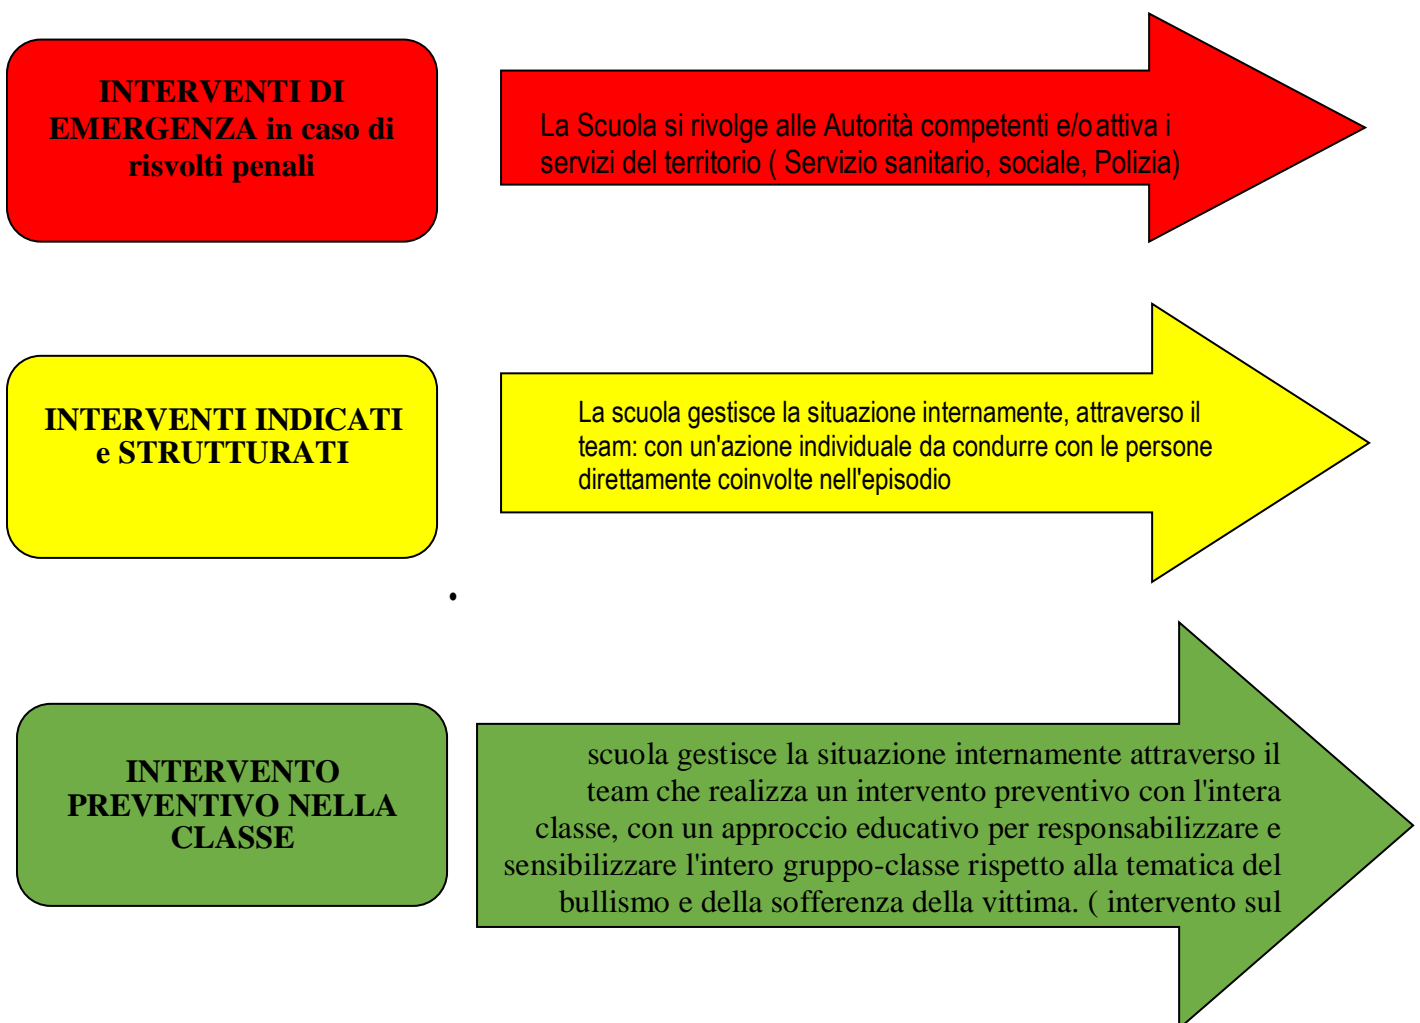 INTERVENTI DI
EMERGENZA in caso di
risvolti penali
La Scuola si rivolge alle Autorità competenti e/o attiva i
servizi del territorio ( Servizio sanitario, sociale, Polizia)
INTERVENTI INDICATI
e STRUTTURATI
La scuola gestisce la situazione internamente, attraverso il
team: con un'azione individuale da condurre con le persone
direttamente coinvolte nell'episodio
.
INTERVENTO
PREVENTIVO NELLA
CLASSE
scuola gestisce la situazione internamente attraverso il
team che realizza un intervento preventivo con l'intera
classe, con un approccio educativo per responsabilizzare e
sensibilizzare l'intero gruppo-classe rispetto alla tematica del
bullismo e della sofferenza della vittima. ( intervento sul